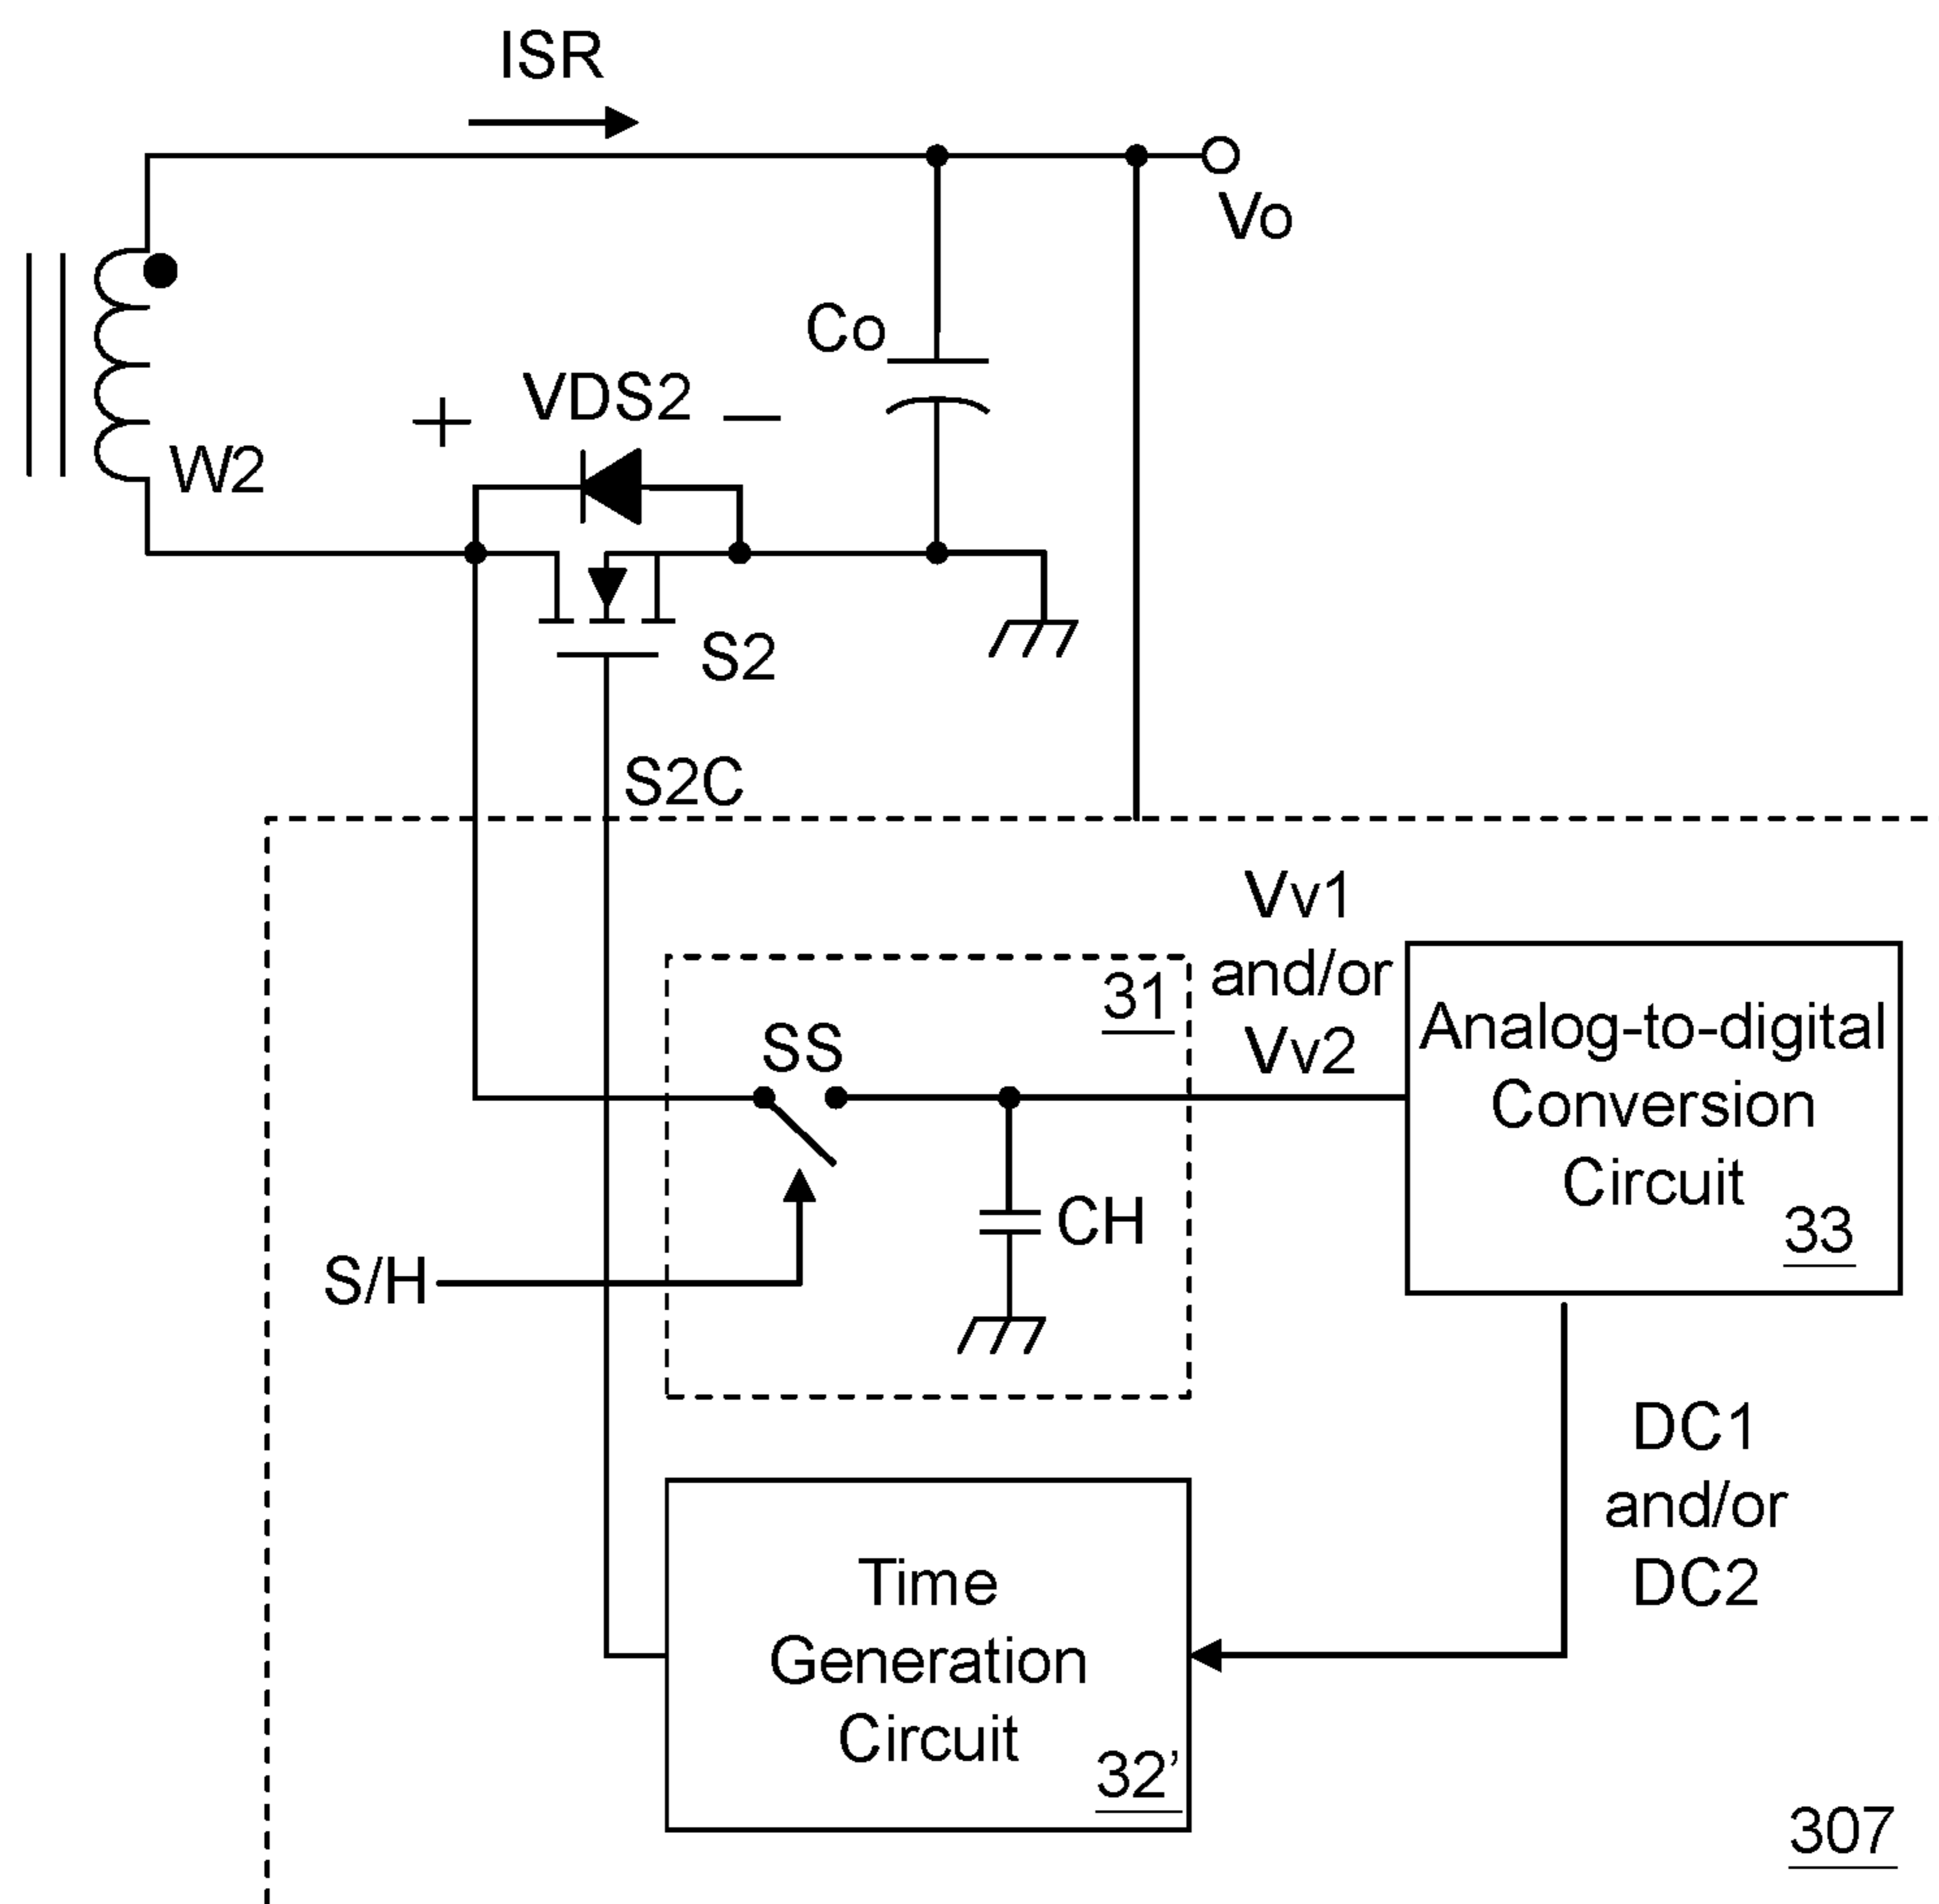 ISR
Vo
Co
VDS2
+
−
W2
S2
S2C
Vv1
and/or
Vv2
31
SS
Analog-to-digital
Conversion
Circuit
33
CH
S/H
DC1
and/or
DC2
Time
Generation
Circuit
32’
307